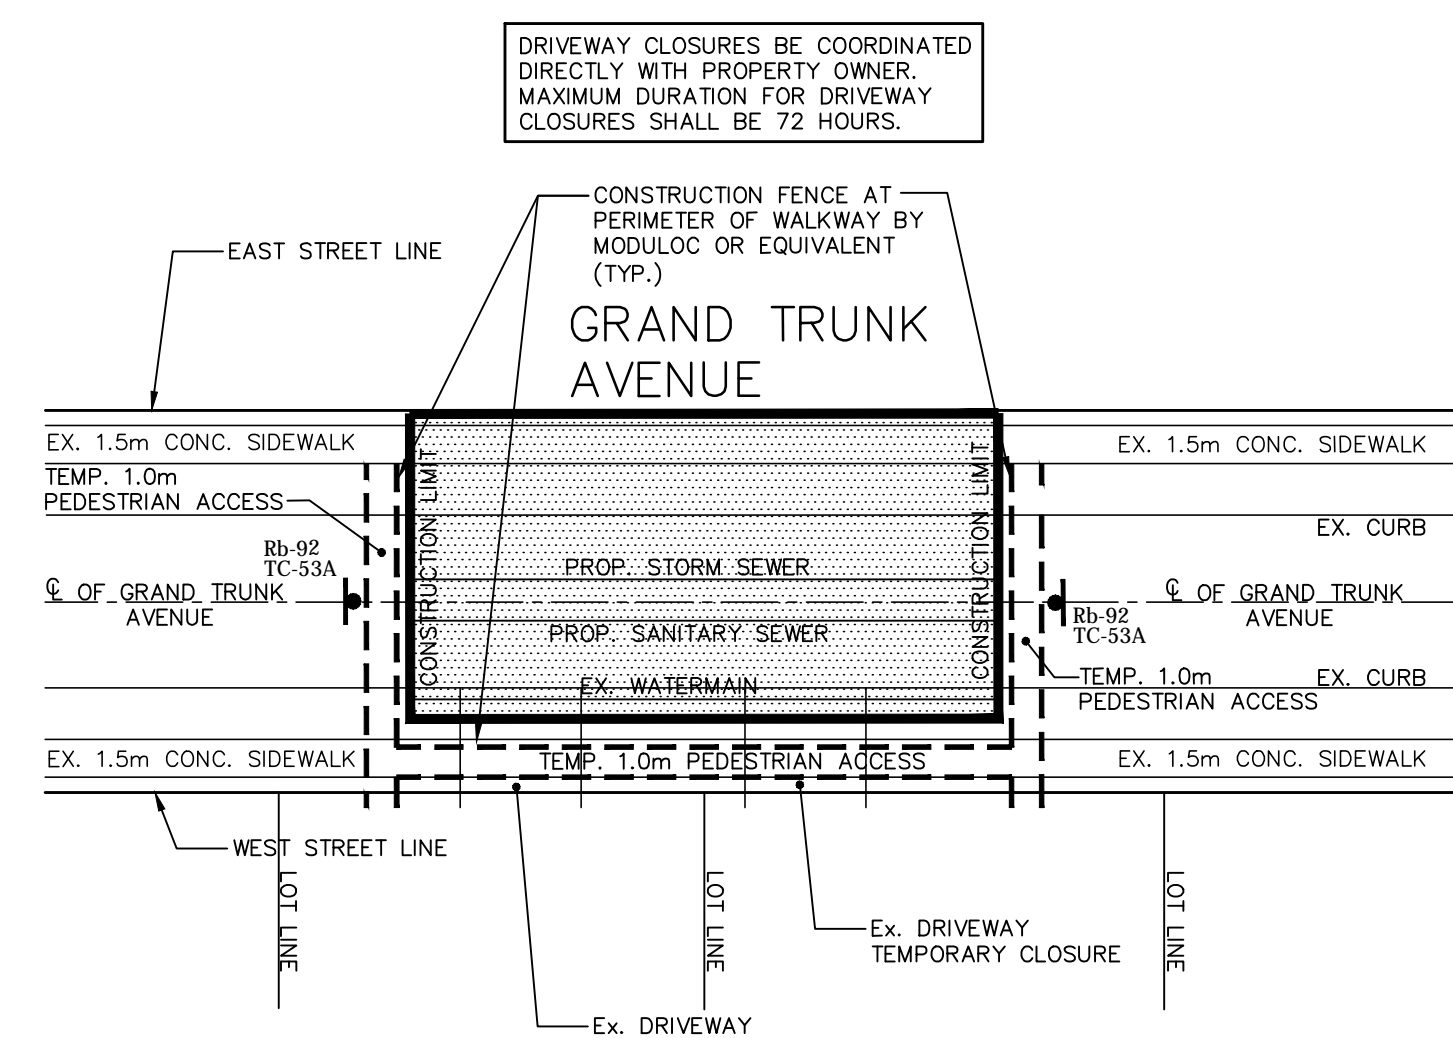 DRIVEWAY CLOSURES BE COORDINATED
DIRECTLY WITH PROPERTY OWNER.
MAXIMUM DURATION FOR DRIVEWAY
CLOSURES SHALL BE 72 HOURS.
CONSTRUCTION FENCE AT
PERIMETER OF WALKWAY BY
MODULOC OR EQUIVALENT
(TYP.)
EAST STREET LINE
GRAND TRUNK
AVENUE
EX. 1.5m CONC. SIDEWALK
EX. 1.5m CONC. SIDEWALK
TEMP. 1.0m
PEDESTRIAN ACCESS
CONSTRUCTION LIMIT
CONSTRUCTION LIMIT
EX. CURB
Rb-92
TC-53A
PROP. STORM SEWER
℄ OF GRAND TRUNK
AVENUE
℄ OF GRAND TRUNK
AVENUE
Rb-92
TC-53A
PROP. SANITARY SEWER
EX. WATERMAIN
TEMP. 1.0m
PEDESTRIAN ACCESS
EX. CURB
EX. 1.5m CONC. SIDEWALK
TEMP. 1.0m PEDESTRIAN ACCESS
EX. 1.5m CONC. SIDEWALK
WEST STREET LINE
LOT LINE
LOT LINE
LOT LINE
Ex. DRIVEWAY
TEMPORARY CLOSURE
Ex. DRIVEWAY